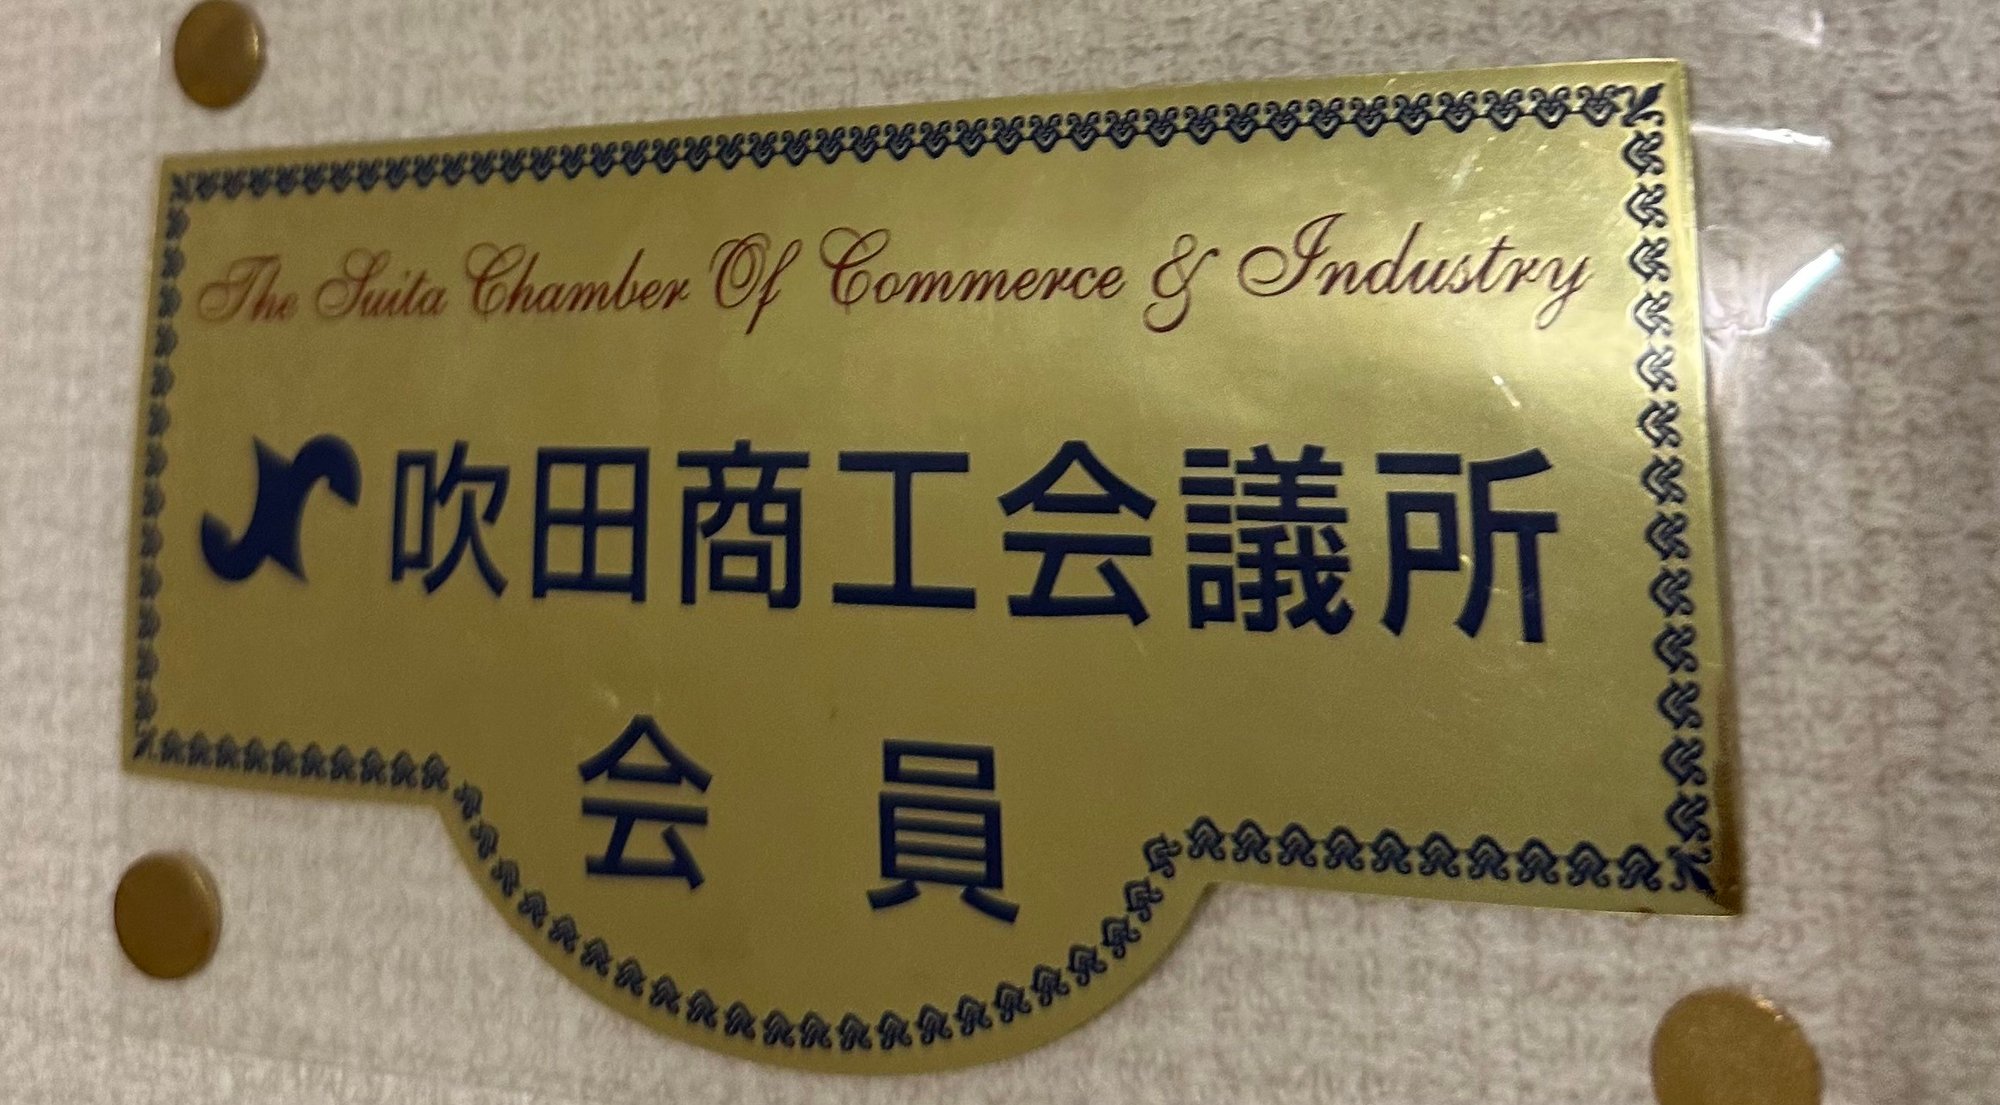 The Suita Chamber Of Commerce & Industry
吹田商工会議所
会員